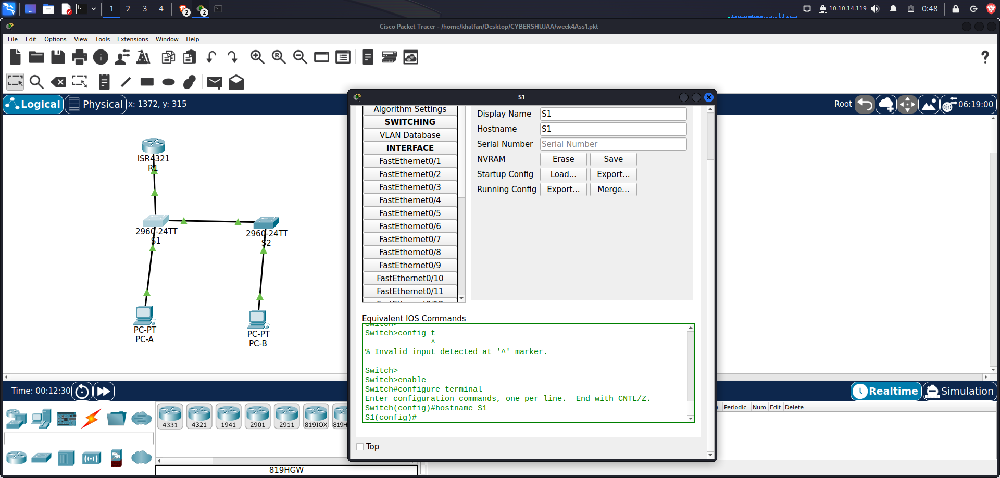 1 2 3 4 2 2 10.10.14.119 0:48
Cisco Packet Tracer - /home/khalfan/Desktop/CYBERSHUJAA/week4Ass1.pkt
File Edit Options View Tools Extensions Window Help
Logical Physical x: 1372, y: 315
Root 06:19:00
ISR4321
R1
2960-24TT
S1
2960-24TT
S2
PC-PT
PC-A
PC-PT
PC-B
S1
Algorithm Settings
SWITCHING
VLAN Database
INTERFACE
FastEthernet0/1
FastEthernet0/2
FastEthernet0/3
FastEthernet0/4
FastEthernet0/5
FastEthernet0/6
FastEthernet0/7
FastEthernet0/8
FastEthernet0/9
FastEthernet0/10
FastEthernet0/11
Display Name S1
Hostname S1
Serial Number Serial Number
NVRAM Erase Save
Startup Config Load... Export...
Running Config Export... Merge...
Equivalent IOS Commands
Switch>
Switch>config t
^
% Invalid input detected at '^' marker.
Switch>
Switch>enable
Switch#configure terminal
Enter configuration commands, one per line. End with CNTL/Z.
Switch(config)#hostname S1
S1(config)#
Top
Time: 00:12:30
Realtime Simulation
4331 4321 1941 2901 2911 819IOX 819H
Periodic Num Edit Delete
819HGW